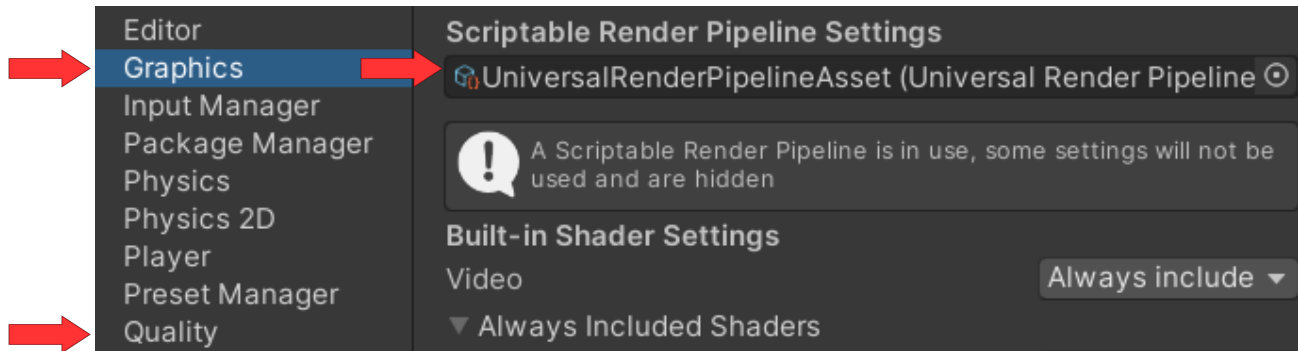 Editor
Graphics
Input Manager
Package Manager
Physics
Physics 2D
Player
Preset Manager
Quality
Scriptable Render Pipeline Settings
UniversalRenderPipelineAsset (Universal Render Pipeline
A Scriptable Render Pipeline is in use, some settings will not be
used and are hidden
Built-in Shader Settings
Video
Always include
Always Included Shaders